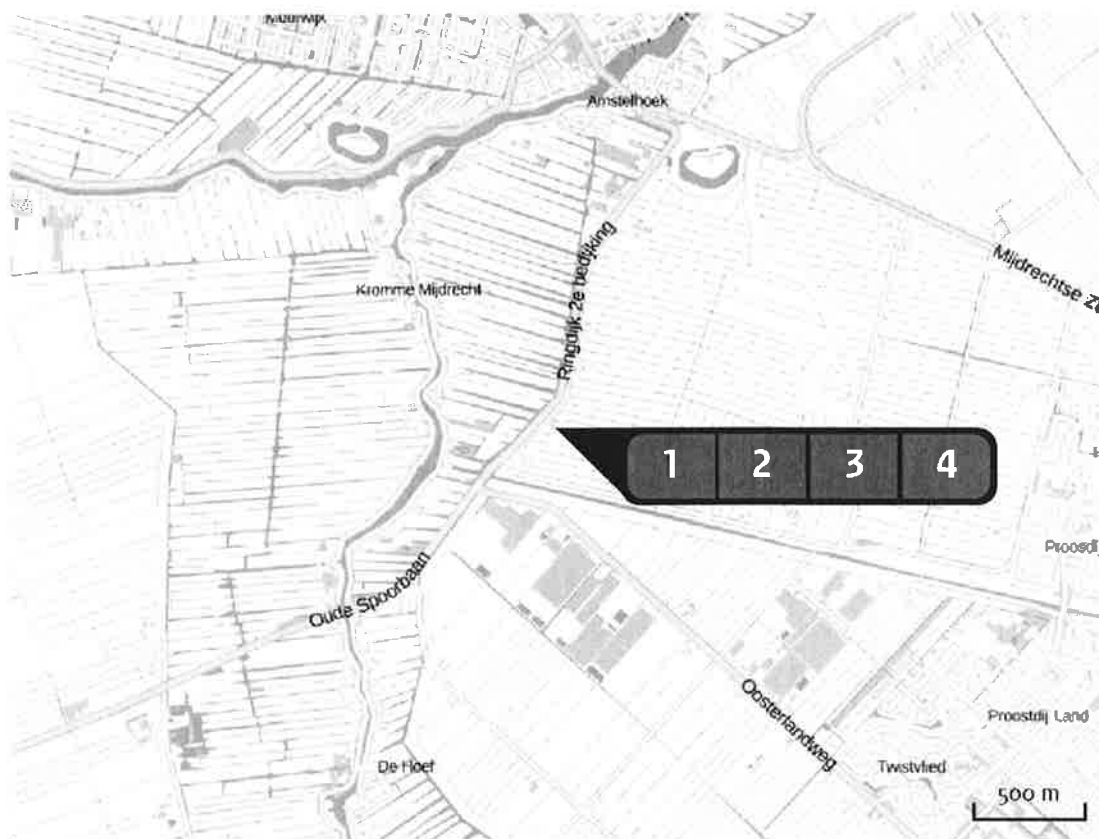 Amstelhoek
Mijdrechtse
Ringdijk 2e bedijking
Kromme Mijdrecht
1 2 3 4
Oude Spoorbaan
Oosterlandweg
Proostdij Land
De Hoef
Twistvlied
500 m